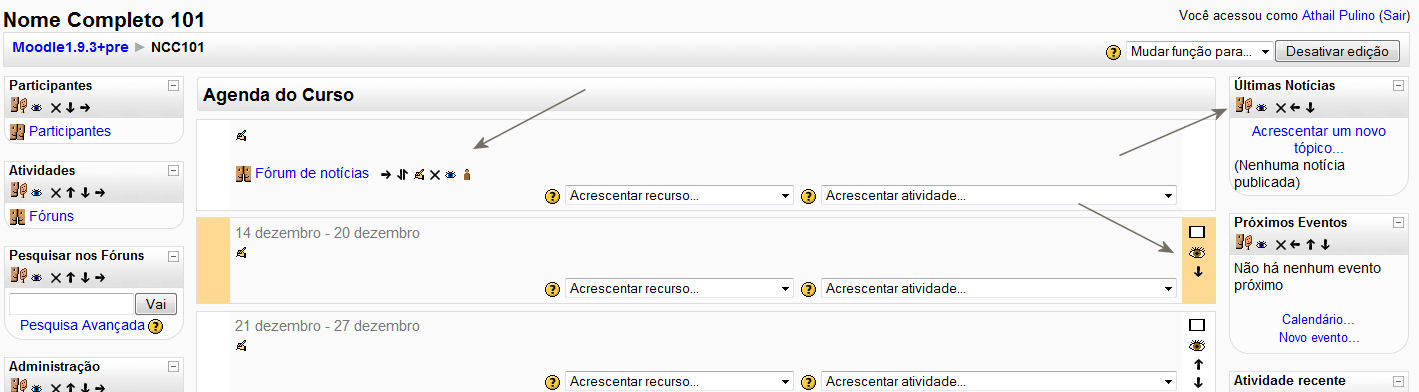 Nome Completo 101
Você acessou como Athail Pulino (Sair)
Moodle1.9.3+pre ► NCC101
Mudar função para...
Desativar edição
Participantes
Participantes
Atividades
Fóruns
Pesquisar nos Fóruns
Vai
Pesquisa Avançada
Administração
Agenda do Curso
Fórum de notícias
Acrescentar recurso...
Acrescentar atividade...
14 dezembro - 20 dezembro
Acrescentar recurso...
Acrescentar atividade...
21 dezembro - 27 dezembro
Acrescentar recurso...
Acrescentar atividade...
Últimas Notícias
Acrescentar um novo
tópico...
(Nenhuma notícia
publicada)
Próximos Eventos
Não há nenhum evento
próximo
Calendário...
Novo evento...
Atividade recente